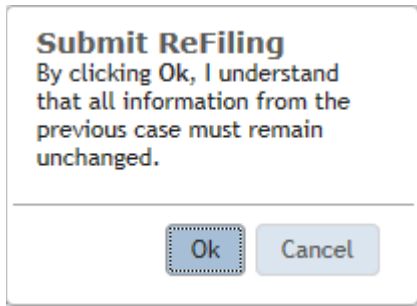 Submit ReFiling
By clicking Ok, I understand
that all information from the
previous case must remain
unchanged.
Ok Cancel